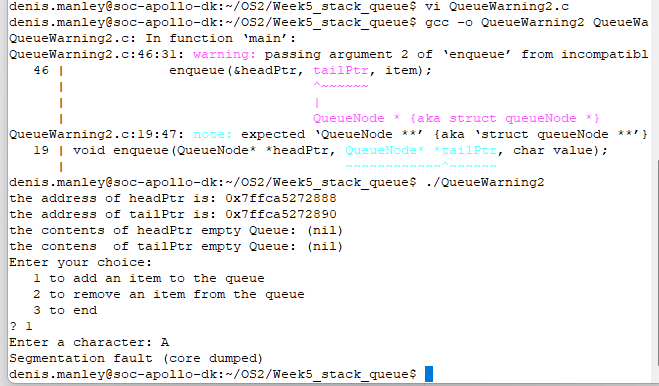 denis.manley@soc-apollo-dk:~/OS2/Week5_stack_queue$ vi QueueWarning2.c
denis.manley@soc-apollo-dk:~/OS2/Week5_stack_queue$ gcc -o QueueWarning2 QueueWa
QueueWarning2.c: In function ‘main’:
QueueWarning2.c:46:31: warning: passing argument 2 of ‘enqueue’ from incompatibl
46 | enqueue(&headPtr, tailPtr, item);
| ^~~~~~~
| |
| QueueNode * {aka struct queueNode *}
QueueWarning2.c:19:47: note: expected ‘QueueNode **’ {aka ‘struct queueNode **’}
19 | void enqueue(QueueNode* *headPtr, QueueNode* *tailPtr, char value);
| ~~~~~~~~~~~~~^~~~~~~
denis.manley@soc-apollo-dk:~/OS2/Week5_stack_queue$ ./QueueWarning2
the address of headPtr is: 0x7ffca5272888
the address of tailPtr is: 0x7ffca5272890
the contents of headPtr empty Queue: (nil)
the contens  of tailPtr empty Queue: (nil)
Enter your choice:
1 to add an item to the queue
2 to remove an item from the queue
3 to end
? 1
Enter a character: A
Segmentation fault (core dumped)
denis.manley@soc-apollo-dk:~/OS2/Week5_stack_queue$